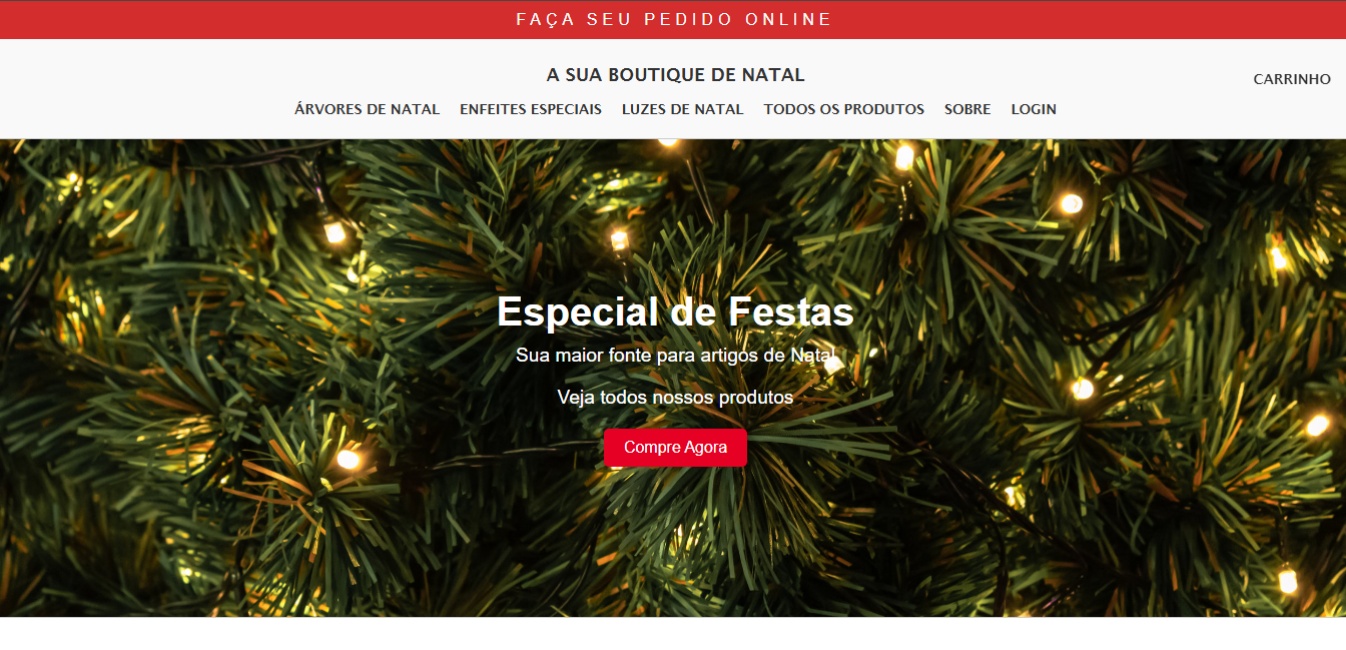 FAÇA SEU PEDIDO ONLINE
A SUA BOUTIQUE DE NATAL
CARRINHO
ÁRVORES DE NATAL ENFEITES ESPECIAIS LUZES DE NATAL TODOS OS PRODUTOS SOBRE LOGIN
Especial de Festas
Sua maior fonte para artigos de Natal
Veja todos nossos produtos
Compre Agora